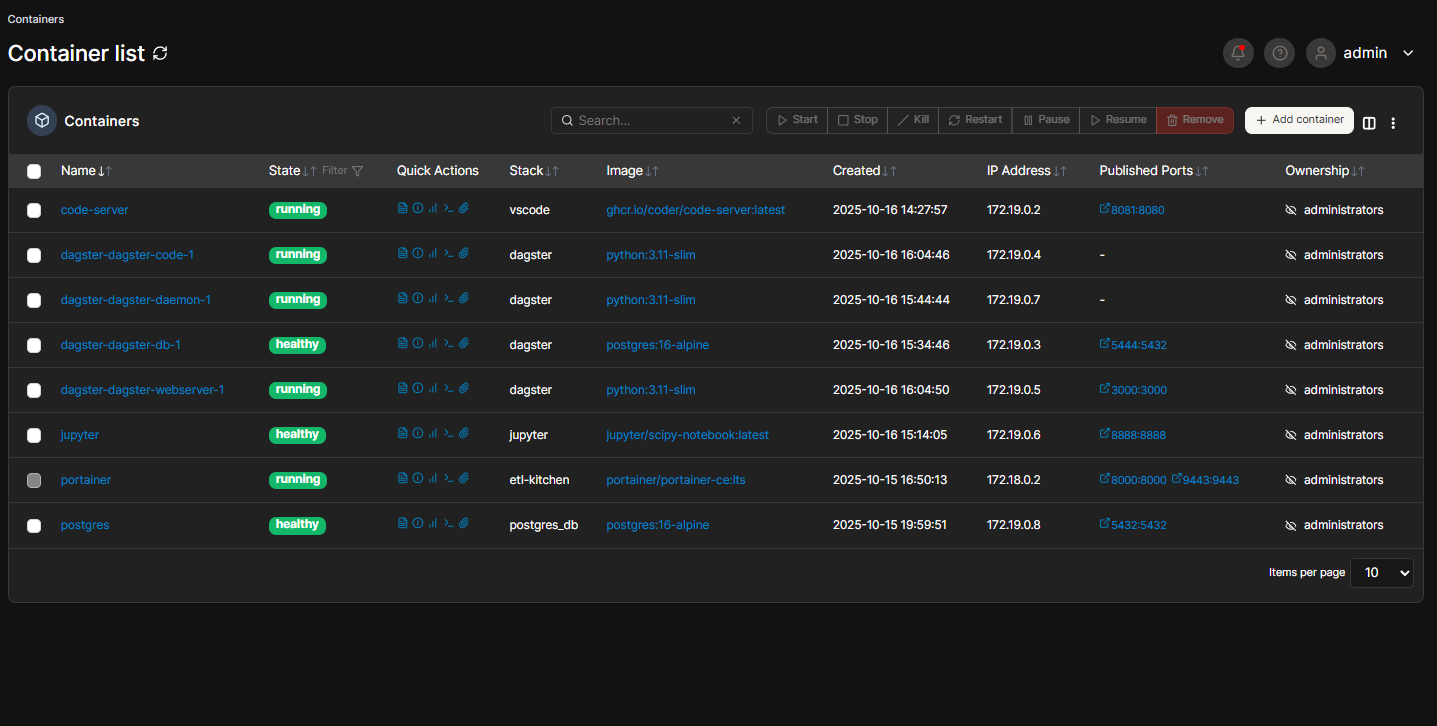 Containers
Container list
admin
Containers
Search...
Start Stop Kill Restart Pause Resume Remove
Add container
Name State Filter Quick Actions Stack Image Created IP Address Published Ports Ownership
code-server running vscode ghcr.io/coder/code-server:latest 2025-10-16 14:27:57 172.19.0.2 8081:8080 administrators
dagster-dagster-code-1 running dagster python:3.11-slim 2025-10-16 16:04:46 172.19.0.4 - administrators
dagster-dagster-daemon-1 running dagster python:3.11-slim 2025-10-16 15:44:44 172.19.0.7 - administrators
dagster-dagster-db-1 healthy dagster postgres:16-alpine 2025-10-16 15:34:46 172.19.0.3 5444:5432 administrators
dagster-dagster-webserver-1 running dagster python:3.11-slim 2025-10-16 16:04:50 172.19.0.5 3000:3000 administrators
jupyter healthy jupyter jupyter/scipy-notebook:latest 2025-10-16 15:14:05 172.19.0.6 8888:8888 administrators
portainer running etl-kitchen portainer/portainer-ce:lts 2025-10-15 16:50:13 172.18.0.2 8000:8000 9443:9443 administrators
postgres healthy postgres_db postgres:16-alpine 2025-10-15 19:59:51 172.19.0.8 5432:5432 administrators
Items per page 10